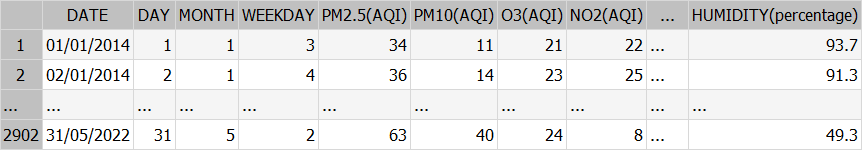 DATE DAY MONTH WEEKDAY PM2.5(AQI) PM10(AQI) O3(AQI) NO2(AQI) ... HUMIDITY(percentage)
1 01/01/2014 1 1 3 34 11 21 22 ... 93.7
2 02/01/2014 2 1 4 36 14 23 25 ... 91.3
... ... ... ... ... ... ... ... ... ... ...
2902 31/05/2022 31 5 2 63 40 24 8 ... 49.3